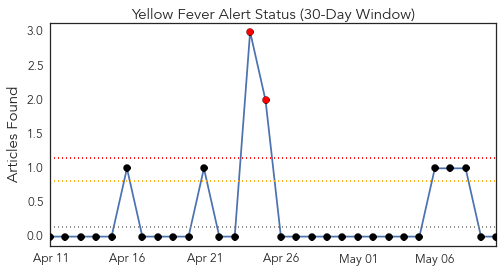 Yellow Fever Alert Status (30-Day Window)
Articles Found
3.0
2.5
2.0
1.5
1.0
0.5
0.0
Apr 11
Apr 16
Apr 21
Apr 26
May 01
May 06